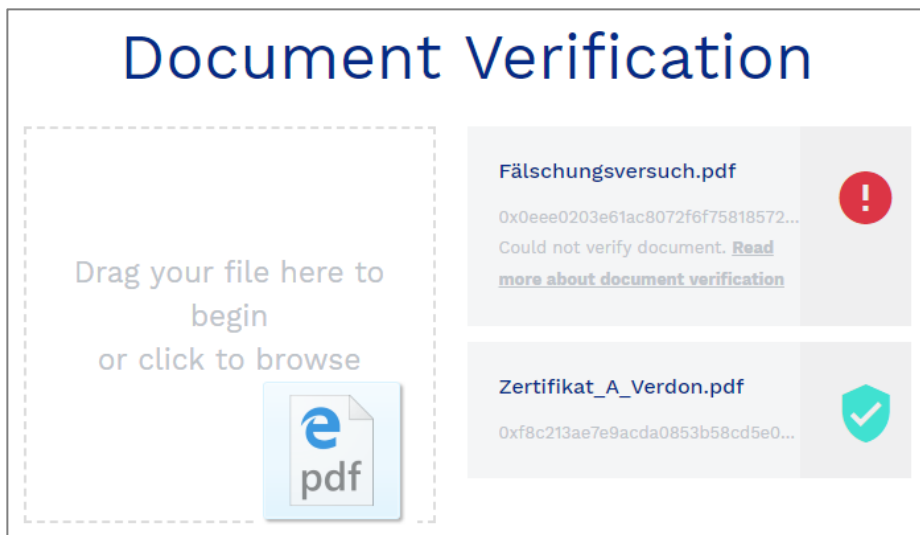 Document Verification
Drag your file here to
begin
or click to browse
pdf
Fälschungsversuch.pdf
0x0eee0203e61ac8072f6f75818572...
Could not verify document. Read
more about document verification
Zertifikat_A_Verdon.pdf
0xf8c213ae7e9acda0853b58cd5e0...